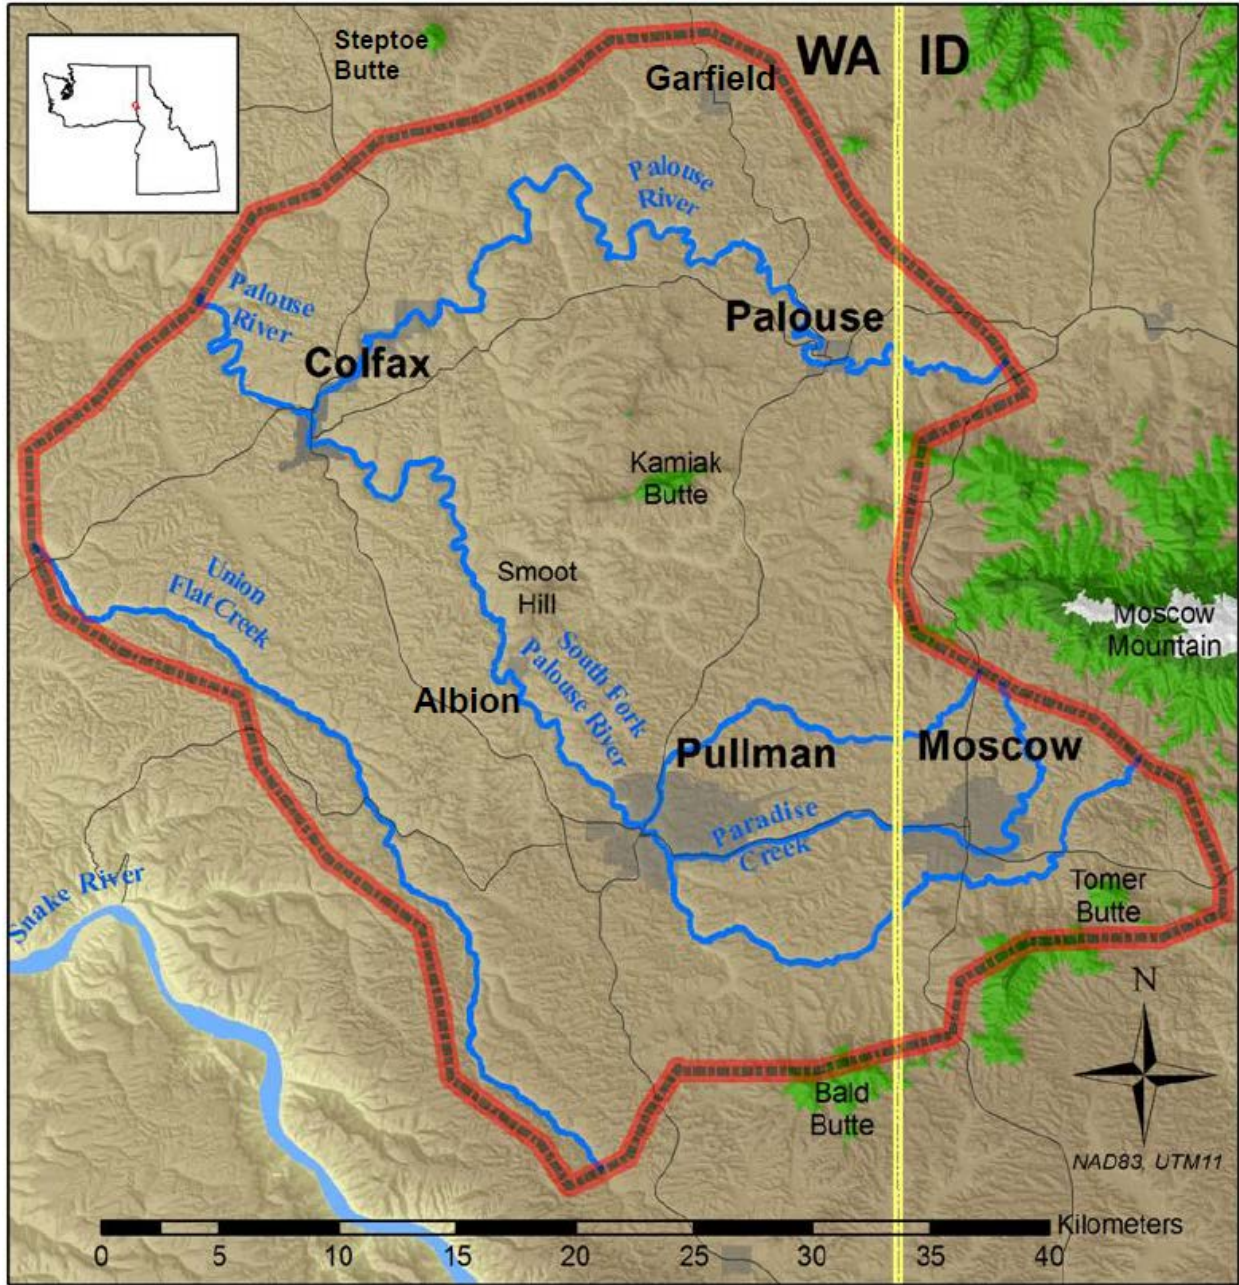 Steptoe
Butte
WA
ID
Garfield
Palouse
River
Palouse
River
Palouse
Colfax
Kamiak
Butte
Union
Flat Creek
Smoot
Hill
Moscow
Mountain
South Fork
Palouse River
Albion
Pullman
Moscow
Paradise
Creek
Snake River
Tomer
Butte
N
Bald
Butte
NAD83, UTM11
Kilometers
0 5 10 15 20 25 30 35 40